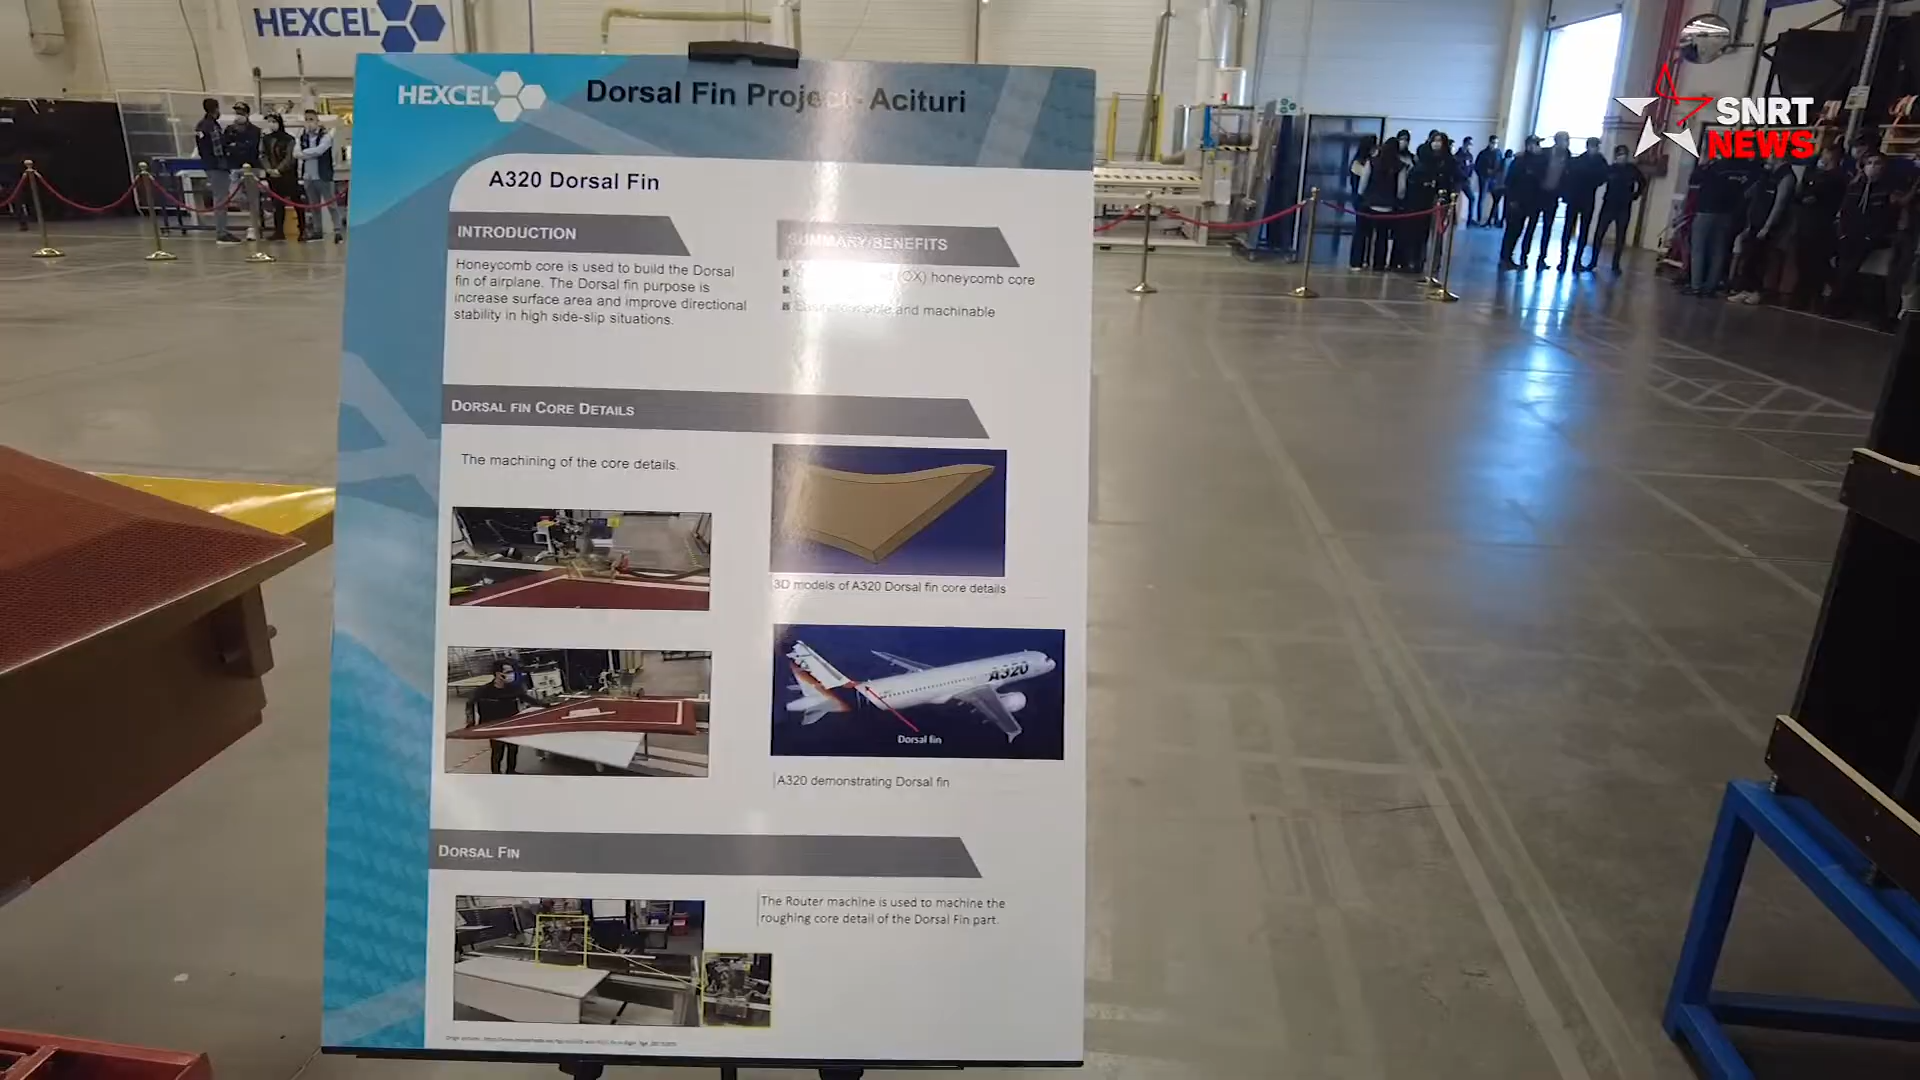 HEXCEL
SNRT
NEWS
HEXCEL
Dorsal Fin Project - Acituri
A320 Dorsal Fin
INTRODUCTION
Honeycomb core is used to build the Dorsal
fin of airplane. The Dorsal fin purpose is
increase surface area and improve directional
stability in high side-slip situations.
SUMMARY BENEFITS
(OX) honeycomb core
and machinable
DORSAL FIN CORE DETAILS
The machining of the core details.
3D models of A320 Dorsal fin core details
A320
Dorsal fin
A320 demonstrating Dorsal fin
DORSAL FIN
The Router machine is used to machine the
roughing core detail of the Dorsal Fin part.